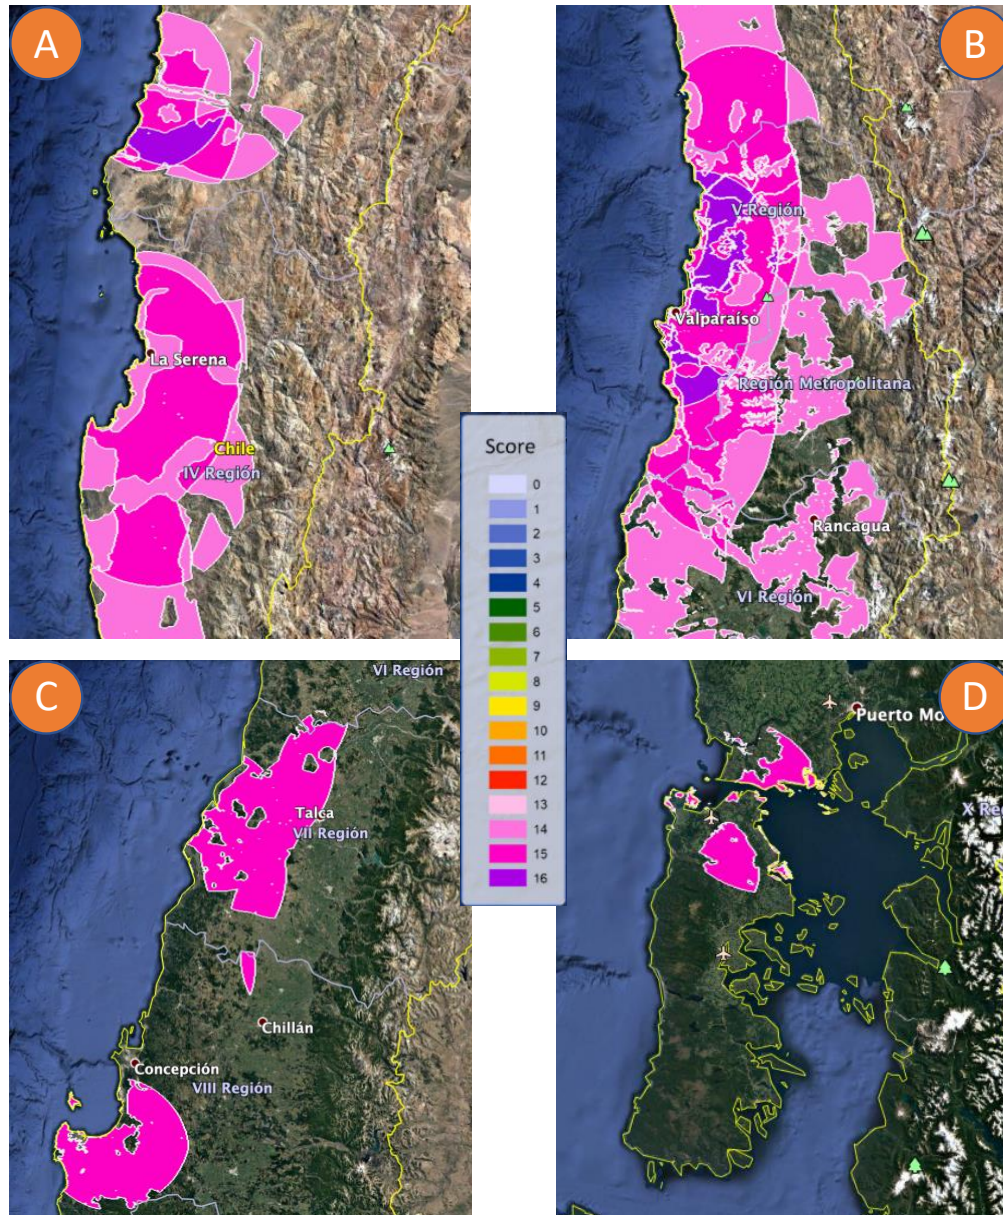 A
La Serena
Chile
IV Región
B
V Región
Valparaíso
Región Metropolitana
Rancagua
VI Región
Score
0
1
2
3
4
5
6
7
8
9
10
11
12
13
14
15
16
C
VI Región
Talca
VII Región
Chillán
Concepción
VIII Región
D
Puerto Mo
X Re